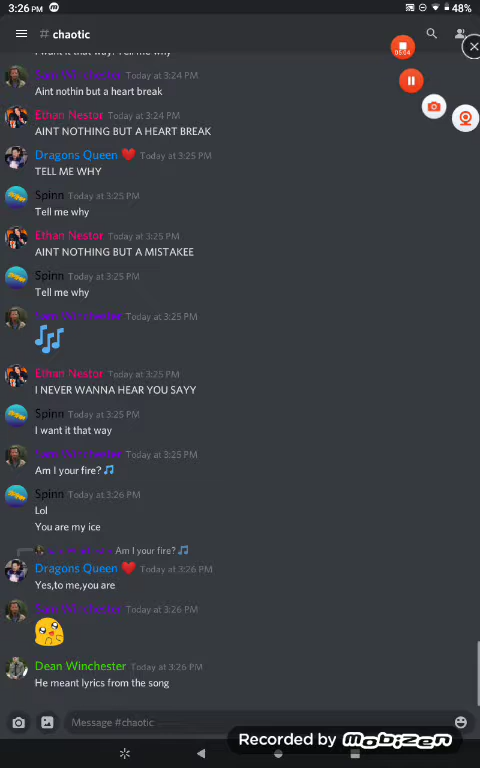 3:26 PM
48%
# chaotic
I want it that way! Tell me why
Sam Winchester Today at 3:24 PM
Aint nothin but a heart break
Ethan Nestor Today at 3:24 PM
AINT NOTHING BUT A HEART BREAK
Dragons Queen ❤️ Today at 3:25 PM
TELL ME WHY
Spinn Today at 3:25 PM
Tell me why
Ethan Nestor Today at 3:25 PM
AINT NOTHING BUT A MISTAKEE
Spinn Today at 3:25 PM
Tell me why
Sam Winchester Today at 3:25 PM
🎶
Ethan Nestor Today at 3:25 PM
I NEVER WANNA HEAR YOU SAYY
Spinn Today at 3:25 PM
I want it that way
Sam Winchester Today at 3:25 PM
Am I your fire? 🎵
Spinn Today at 3:26 PM
Lol
You are my ice
Sam Winchester Am I your fire? 🎵
Dragons Queen ❤️ Today at 3:26 PM
Yes,to me,you are
Sam Winchester Today at 3:26 PM
Dean Winchester Today at 3:26 PM
He meant lyrics from the song
Message #chaotic
Recorded by MOBIZEN